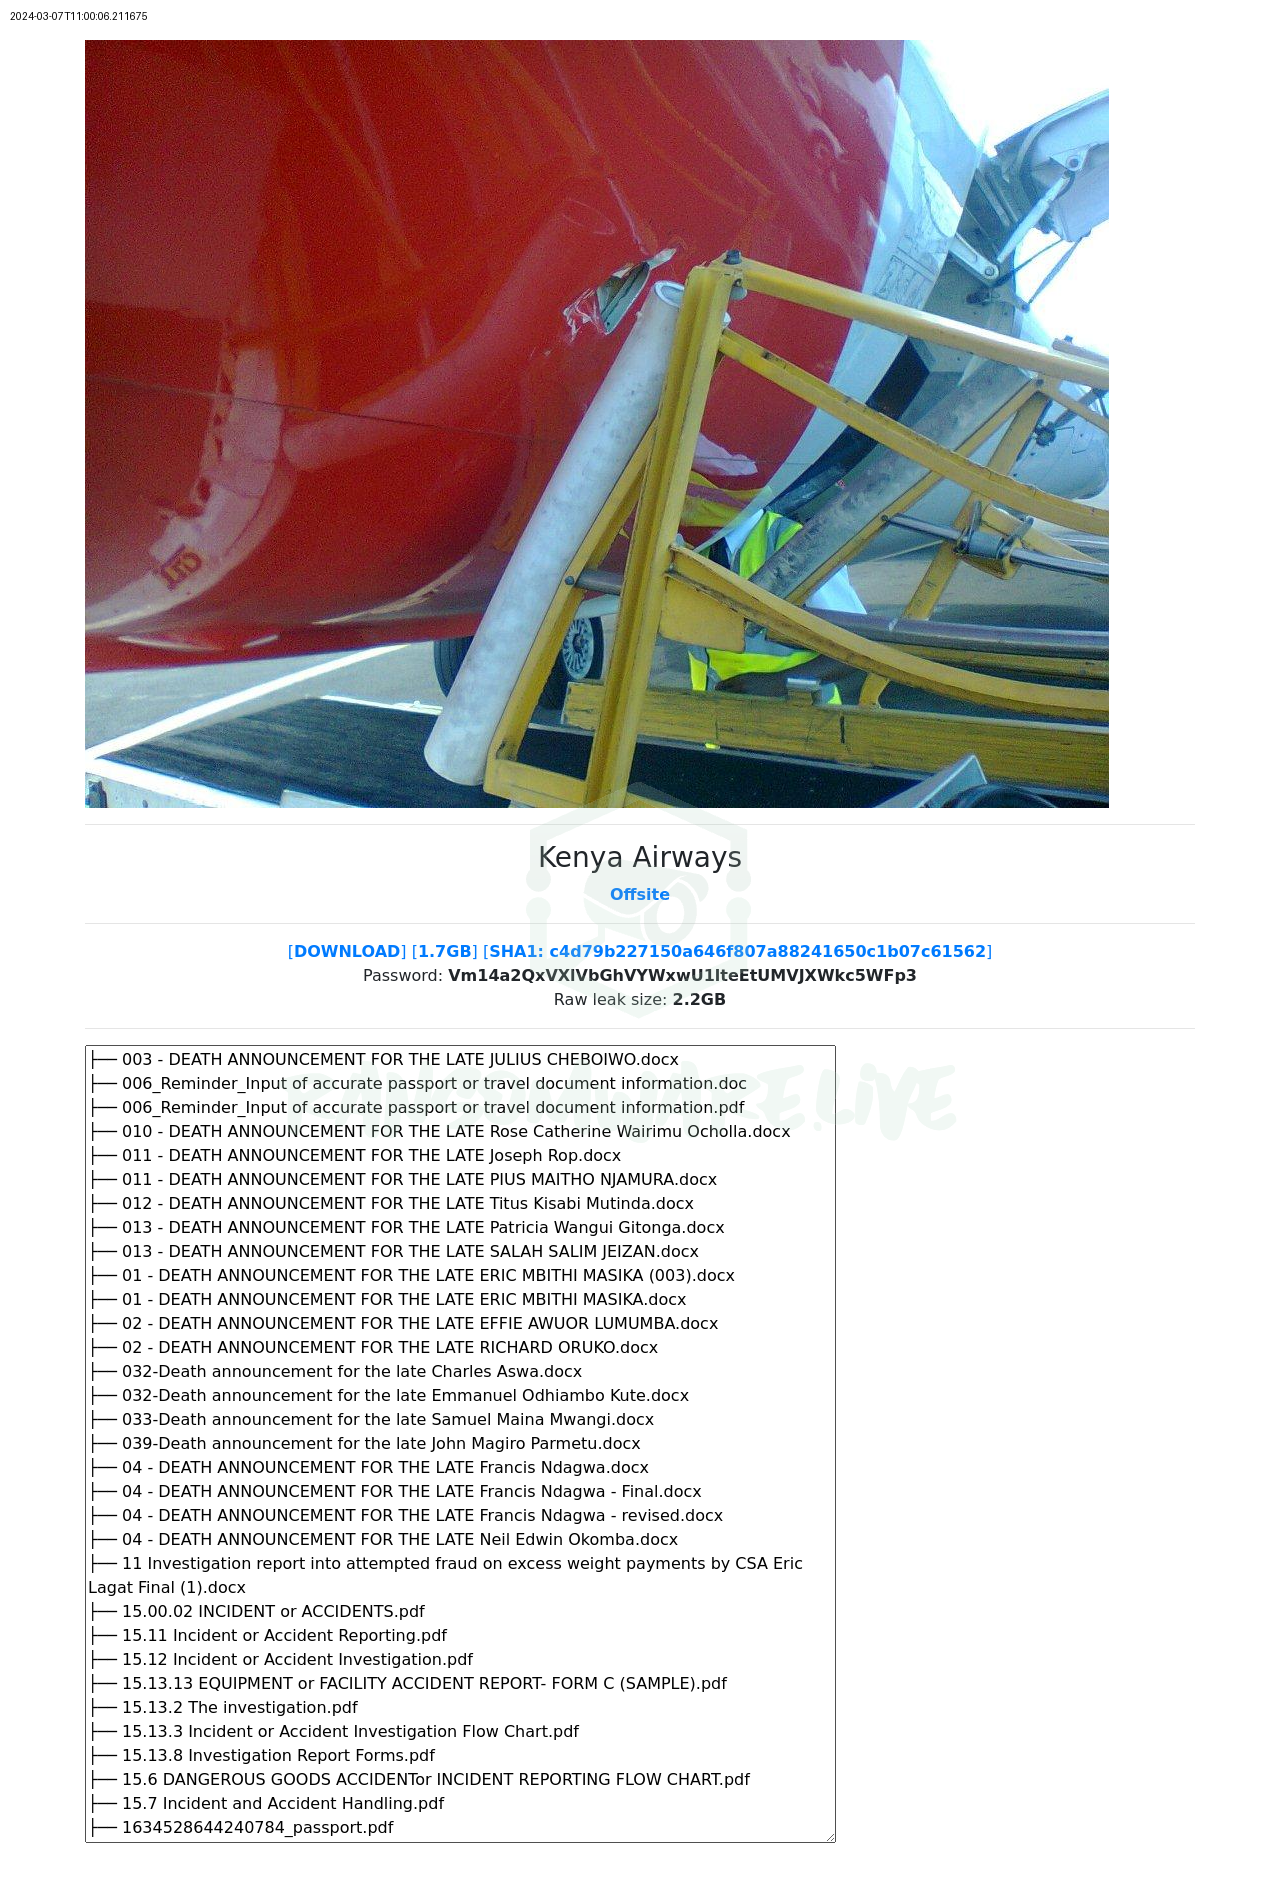 2024-03-07T11:00:06.211675
LTD
Kenya Airways
Offsite
[DOWNLOAD] [1.7GB] [SHA1: c4d79b227150a646f807a88241650c1b07c61562]
Password: Vm14a2QxVXlVbGhVYWxwU1lteEtUMVJXWkc5WFp3
Raw leak size: 2.2GB
├── 003 - DEATH ANNOUNCEMENT FOR THE LATE JULIUS CHEBOIWO.docx
├── 006_Reminder_Input of accurate passport or travel document information.doc
├── 006_Reminder_Input of accurate passport or travel document information.pdf
RANSOMWARE.LIVE
├── 010 - DEATH ANNOUNCEMENT FOR THE LATE Rose Catherine Wairimu Ocholla.docx
├── 011 - DEATH ANNOUNCEMENT FOR THE LATE Joseph Rop.docx
├── 011 - DEATH ANNOUNCEMENT FOR THE LATE PIUS MAITHO NJAMURA.docx
├── 012 - DEATH ANNOUNCEMENT FOR THE LATE Titus Kisabi Mutinda.docx
├── 013 - DEATH ANNOUNCEMENT FOR THE LATE Patricia Wangui Gitonga.docx
├── 013 - DEATH ANNOUNCEMENT FOR THE LATE SALAH SALIM JEIZAN.docx
├── 01 - DEATH ANNOUNCEMENT FOR THE LATE ERIC MBITHI MASIKA (003).docx
├── 01 - DEATH ANNOUNCEMENT FOR THE LATE ERIC MBITHI MASIKA.docx
├── 02 - DEATH ANNOUNCEMENT FOR THE LATE EFFIE AWUOR LUMUMBA.docx
├── 02 - DEATH ANNOUNCEMENT FOR THE LATE RICHARD ORUKO.docx
├── 032-Death announcement for the late Charles Aswa.docx
├── 032-Death announcement for the late Emmanuel Odhiambo Kute.docx
├── 033-Death announcement for the late Samuel Maina Mwangi.docx
├── 039-Death announcement for the late John Magiro Parmetu.docx
├── 04 - DEATH ANNOUNCEMENT FOR THE LATE Francis Ndagwa.docx
├── 04 - DEATH ANNOUNCEMENT FOR THE LATE Francis Ndagwa - Final.docx
├── 04 - DEATH ANNOUNCEMENT FOR THE LATE Francis Ndagwa - revised.docx
├── 04 - DEATH ANNOUNCEMENT FOR THE LATE Neil Edwin Okomba.docx
├── 11 Investigation report into attempted fraud on excess weight payments by CSA Eric
Lagat Final (1).docx
├── 15.00.02 INCIDENT or ACCIDENTS.pdf
├── 15.11 Incident or Accident Reporting.pdf
├── 15.12 Incident or Accident Investigation.pdf
├── 15.13.13 EQUIPMENT or FACILITY ACCIDENT REPORT- FORM C (SAMPLE).pdf
├── 15.13.2 The investigation.pdf
├── 15.13.3 Incident or Accident Investigation Flow Chart.pdf
├── 15.13.8 Investigation Report Forms.pdf
├── 15.6 DANGEROUS GOODS ACCIDENTor INCIDENT REPORTING FLOW CHART.pdf
├── 15.7 Incident and Accident Handling.pdf
├── 1634528644240784_passport.pdf